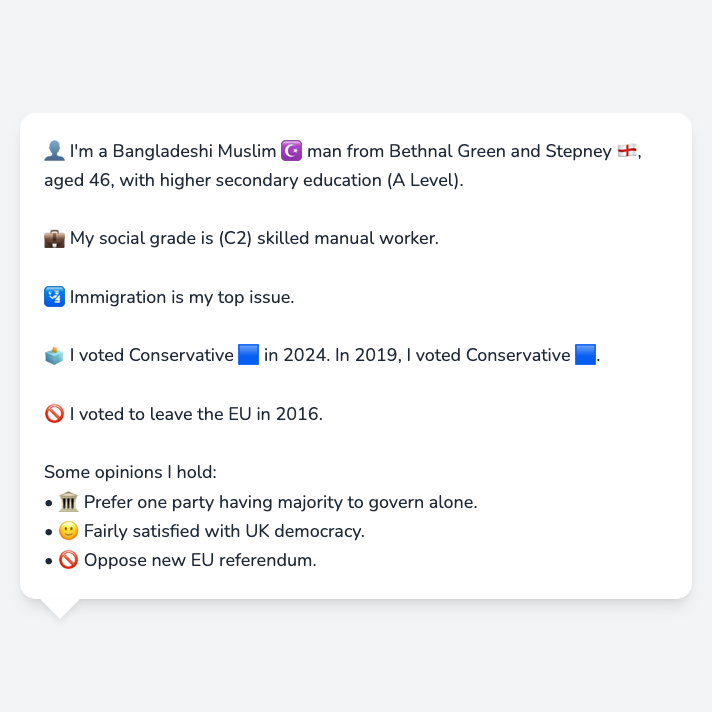 👤 I'm a Bangladeshi Muslim ☪️ man from Bethnal Green and Stepney 🏴󠁧󠁢󠁥󠁮󠁧󠁿,
aged 46, with higher secondary education (A Level).
💼 My social grade is (C2) skilled manual worker.
🛂 Immigration is my top issue.
🗳️ I voted Conservative 🟦 in 2024. In 2019, I voted Conservative 🟦.
🚫 I voted to leave the EU in 2016.
Some opinions I hold:
• 🏛️ Prefer one party having majority to govern alone.
• 🙂 Fairly satisfied with UK democracy.
• 🚫 Oppose new EU referendum.